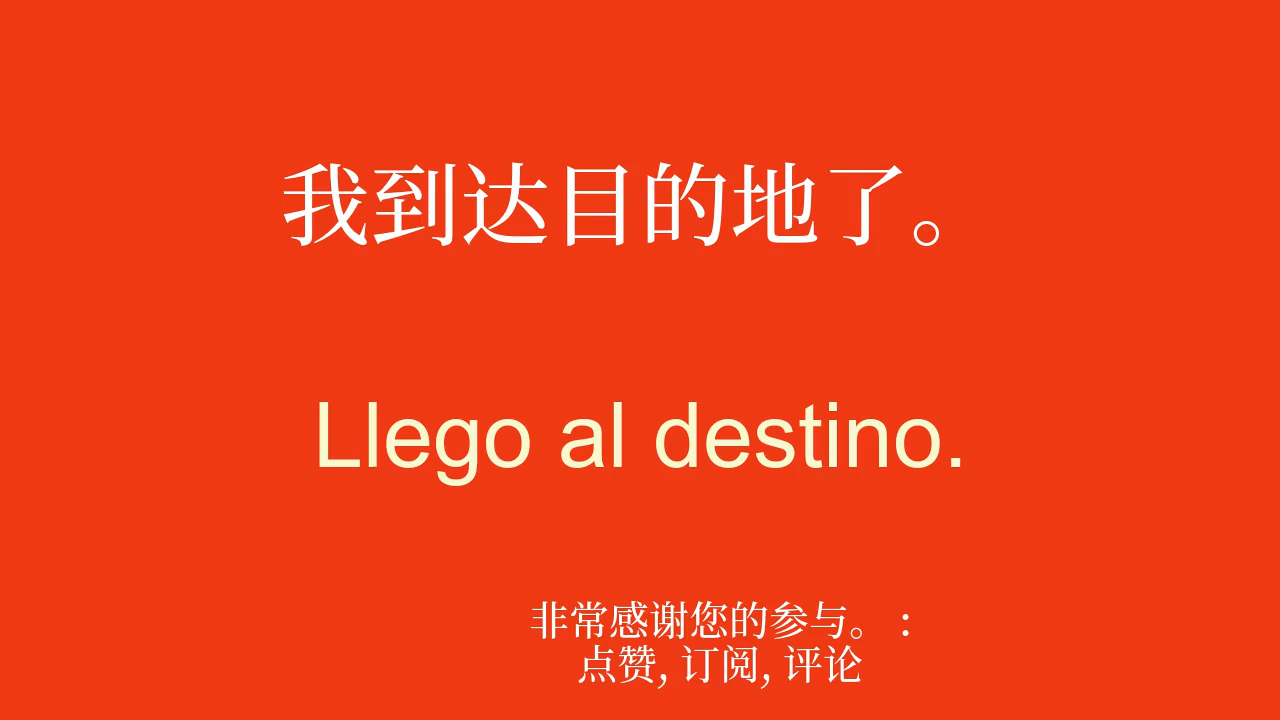 我到达目的地了。
Llego al destino.
非常感谢您的参与。 :
点赞, 订阅, 评论